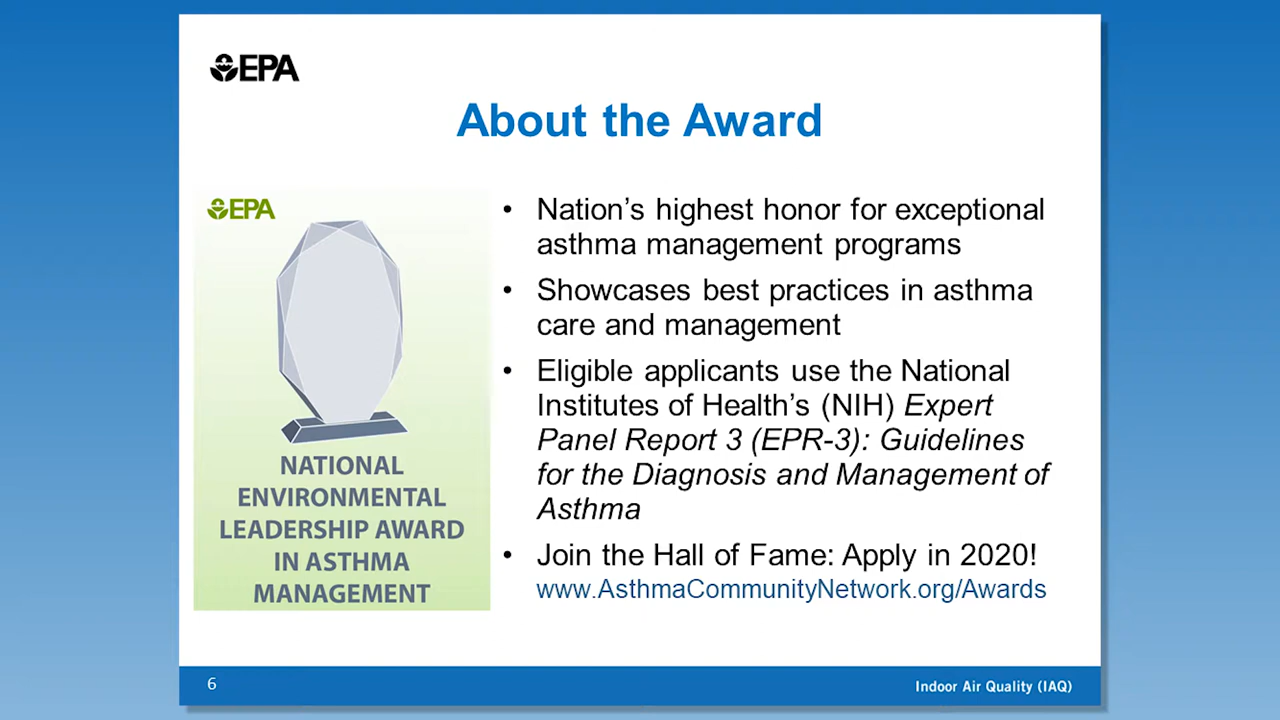 EPA
About the Award
EPA
NATIONAL
ENVIRONMENTAL
LEADERSHIP AWARD
IN ASTHMA
MANAGEMENT
• Nation’s highest honor for exceptional
asthma management programs
• Showcases best practices in asthma
care and management
• Eligible applicants use the National
Institutes of Health’s (NIH) Expert
Panel Report 3 (EPR-3): Guidelines
for the Diagnosis and Management of
Asthma
• Join the Hall of Fame: Apply in 2020!
www.AsthmaCommunityNetwork.org/Awards
6
Indoor Air Quality (IAQ)